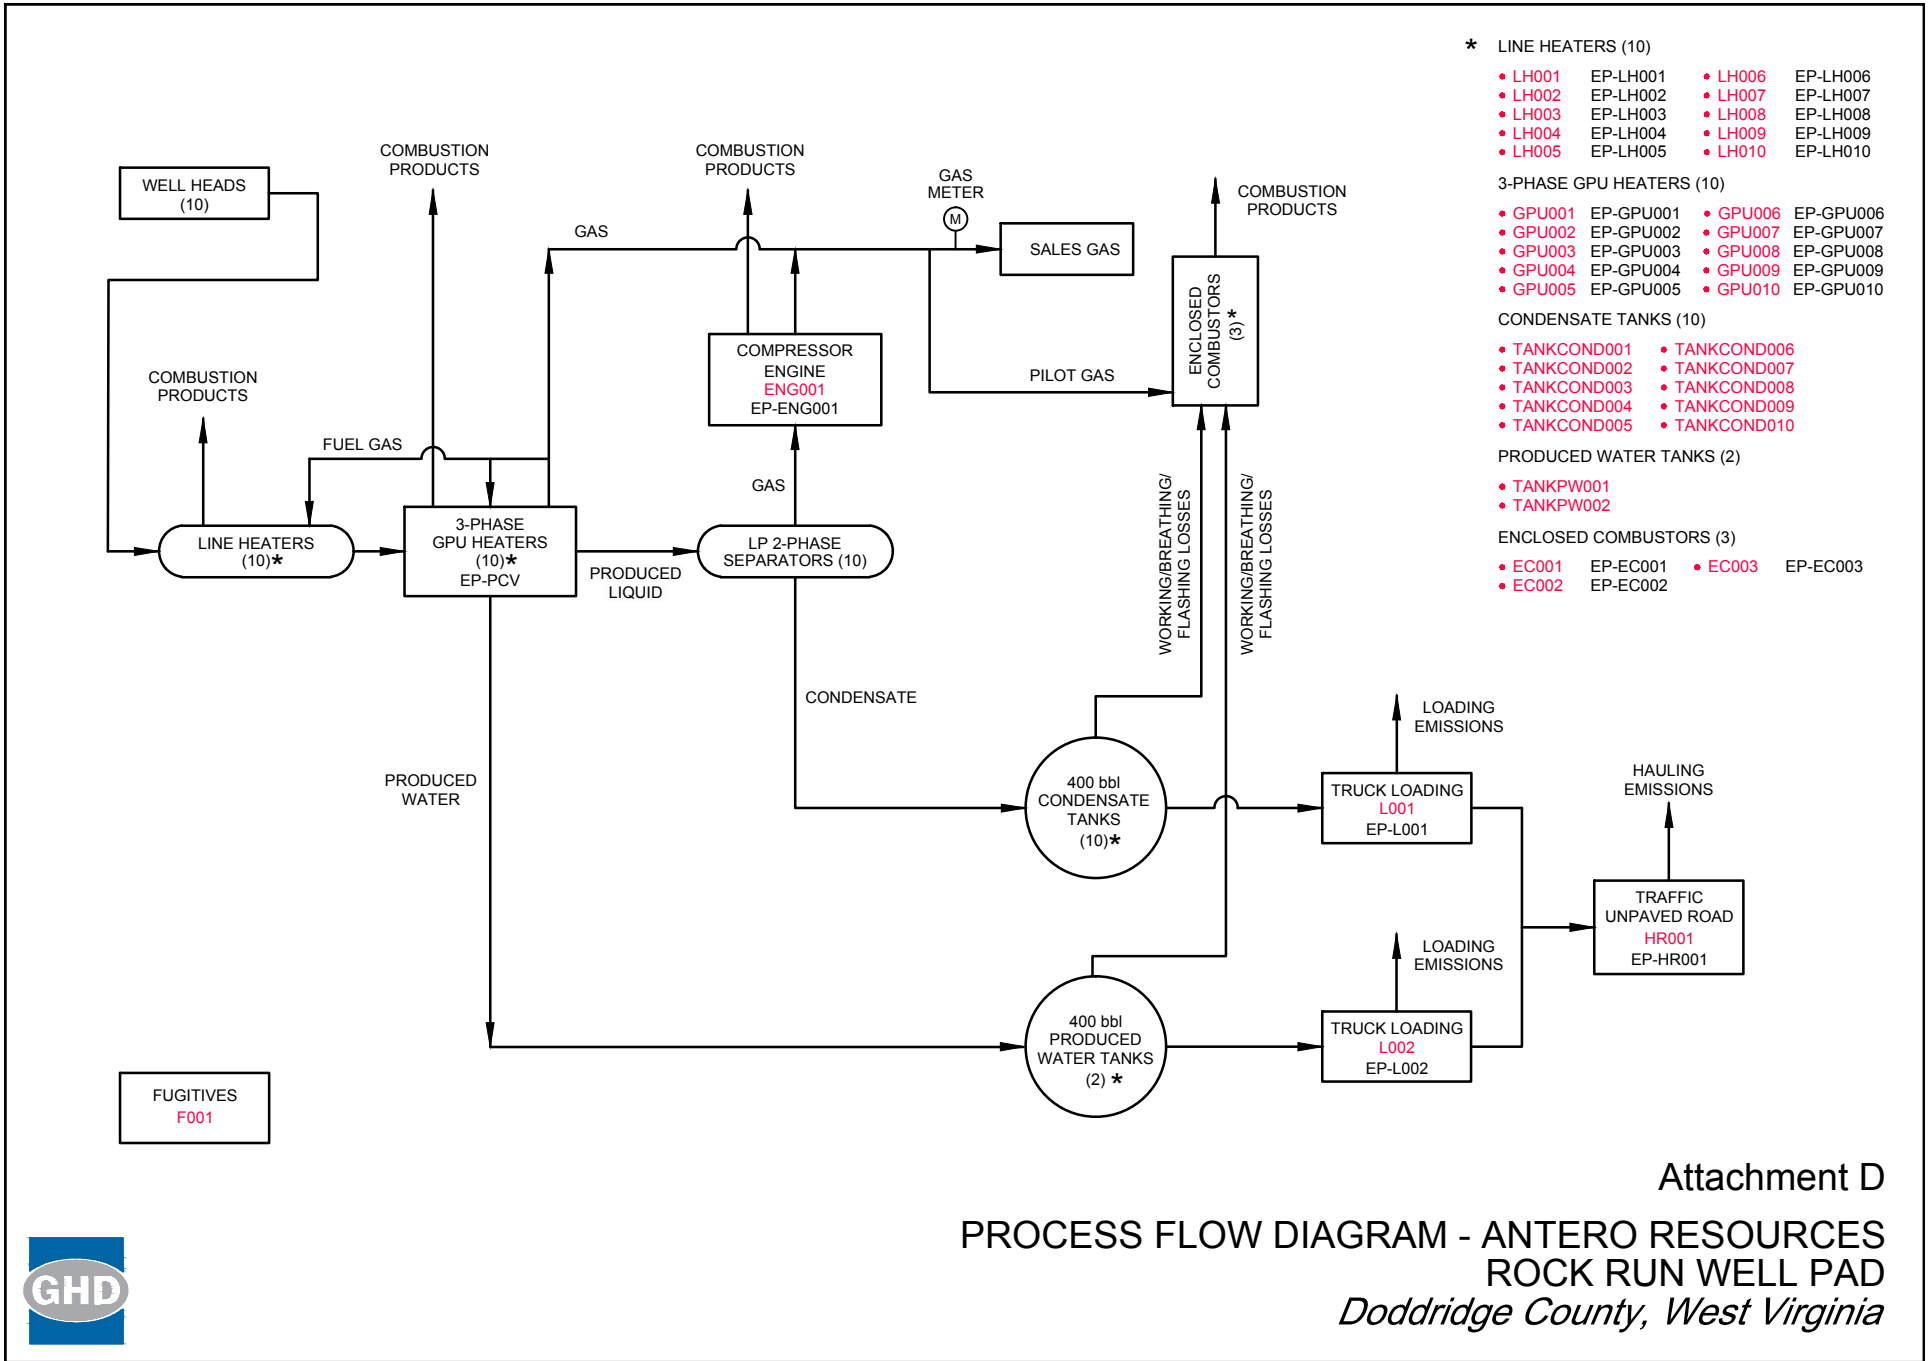 * LINE HEATERS (10)
• LH001 EP-LH001 • LH006 EP-LH006
• LH002 EP-LH002 • LH007 EP-LH007
• LH003 EP-LH003 • LH008 EP-LH008
• LH004 EP-LH004 • LH009 EP-LH009
• LH005 EP-LH005 • LH010 EP-LH010
3-PHASE GPU HEATERS (10)
• GPU001 EP-GPU001 • GPU006 EP-GPU006
• GPU002 EP-GPU002 • GPU007 EP-GPU007
• GPU003 EP-GPU003 • GPU008 EP-GPU008
• GPU004 EP-GPU004 • GPU009 EP-GPU009
• GPU005 EP-GPU005 • GPU010 EP-GPU010
CONDENSATE TANKS (10)
• TANKCOND001 • TANKCOND006
• TANKCOND002 • TANKCOND007
• TANKCOND003 • TANKCOND008
• TANKCOND004 • TANKCOND009
• TANKCOND005 • TANKCOND010
PRODUCED WATER TANKS (2)
• TANKPW001
• TANKPW002
ENCLOSED COMBUSTORS (3)
• EC001 EP-EC001 • EC003 EP-EC003
• EC002 EP-EC002
WELL HEADS
(10)
COMBUSTION
PRODUCTS
COMBUSTION
PRODUCTS
GAS
METER
M
COMBUSTION
PRODUCTS
GAS
SALES GAS
ENCLOSED
COMBUSTORS
(3)*
COMPRESSOR
ENGINE
ENG001
EP-ENG001
PILOT GAS
COMBUSTION
PRODUCTS
FUEL GAS
GAS
LINE HEATERS
(10)*
3-PHASE
GPU HEATERS
(10)*
EP-PCV
PRODUCED
LIQUID
LP 2-PHASE
SEPARATORS (10)
WORKING/BREATHING/
FLASHING LOSSES
WORKING/BREATHING/
FLASHING LOSSES
CONDENSATE
PRODUCED
WATER
400 bbl
CONDENSATE
TANKS
(10)*
LOADING
EMISSIONS
TRUCK LOADING
L001
EP-L001
HAULING
EMISSIONS
TRAFFIC
UNPAVED ROAD
HR001
EP-HR001
LOADING
EMISSIONS
400 bbl
PRODUCED
WATER TANKS
(2) *
TRUCK LOADING
L002
EP-L002
FUGITIVES
F001
Attachment D
PROCESS FLOW DIAGRAM - ANTERO RESOURCES
ROCK RUN WELL PAD
Doddridge County, West Virginia
GHD